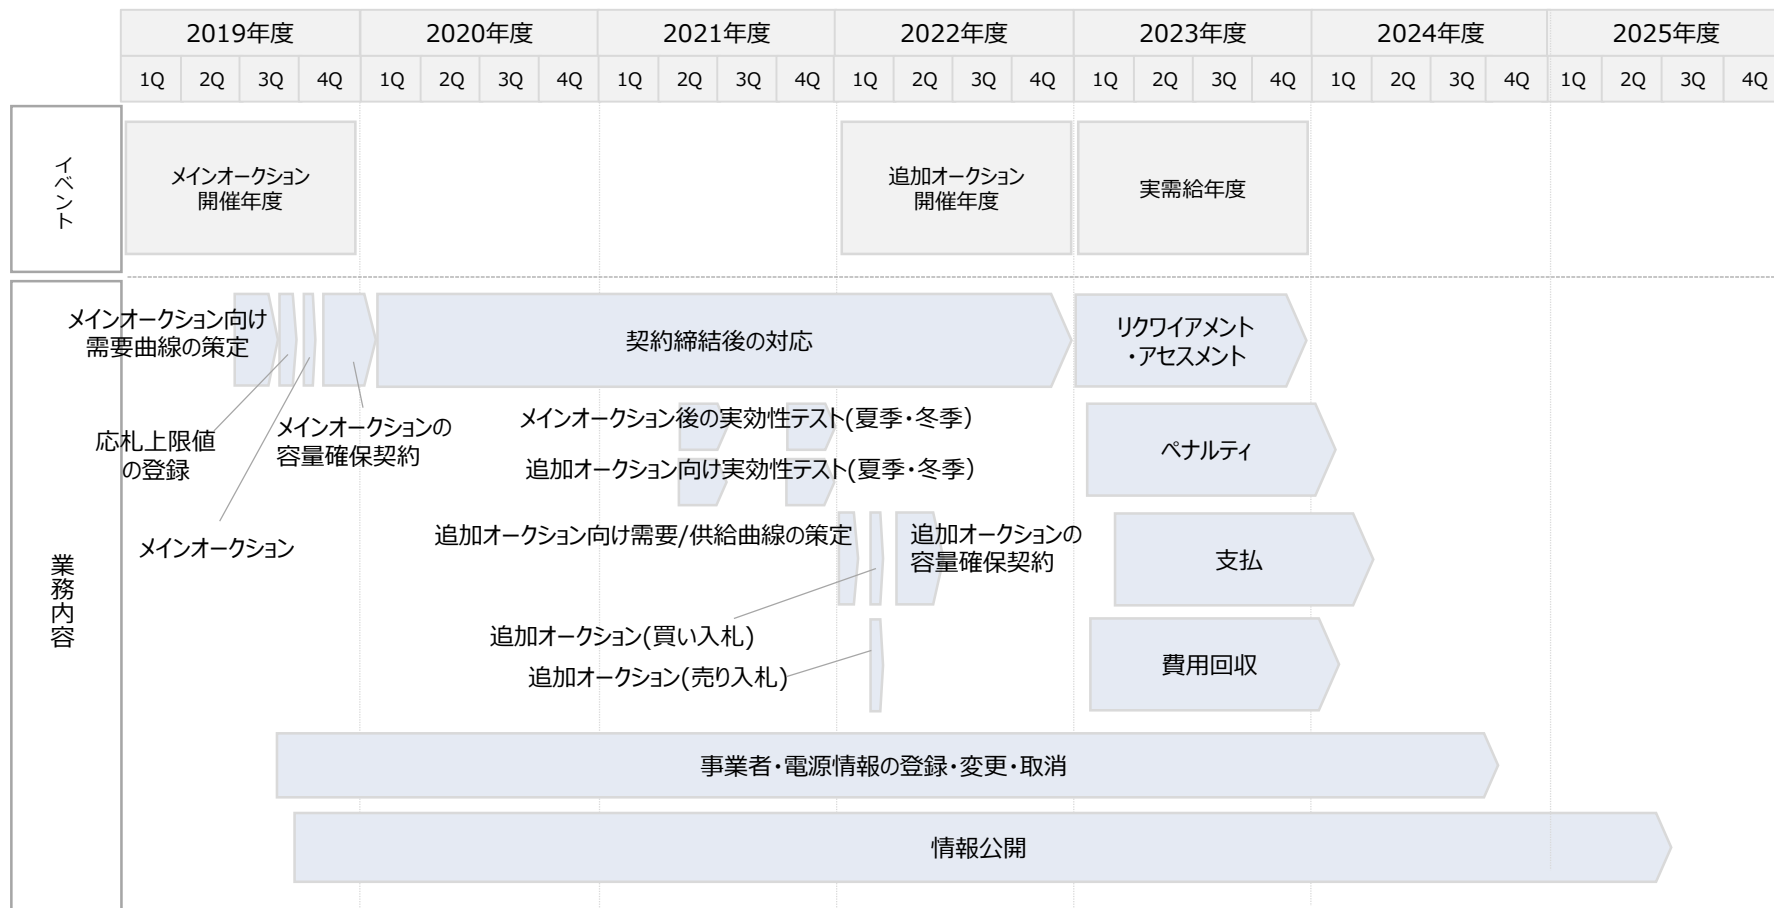 2019年度 2020年度 2021年度 2022年度 2023年度 2024年度 2025年度
1Q 2Q 3Q 4Q 1Q 2Q 3Q 4Q 1Q 2Q 3Q 4Q 1Q 2Q 3Q 4Q 1Q 2Q 3Q 4Q 1Q 2Q 3Q 4Q 1Q 2Q 3Q 4Q
イベント
メインオークション
開催年度
追加オークション
開催年度
実需給年度
業務内容
メインオークション向け
需要曲線の策定
契約締結後の対応
リクワイアメント
・アセスメント
応札上限値
の登録
メインオークションの
容量確保契約
メインオークション
メインオークション後の実効性テスト(夏季・冬季)
追加オークション向け実効性テスト(夏季・冬季)
ペナルティ
追加オークション向け需要/供給曲線の策定
追加オークションの
容量確保契約
支払
追加オークション(買い入札)
追加オークション(売り入札)
費用回収
事業者・電源情報の登録・変更・取消
情報公開